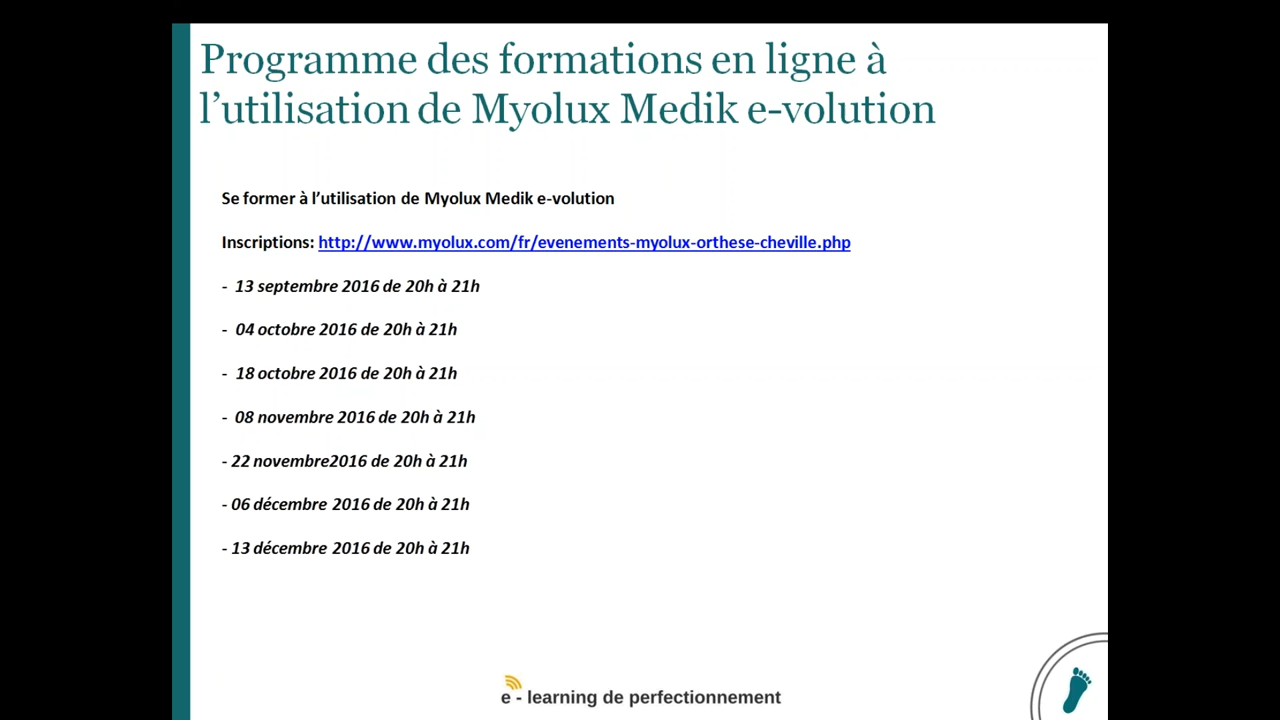 Programme des formations en ligne à
l’utilisation de Myolux Medik e-volution
Se former à l’utilisation de Myolux Medik e-volution
Inscriptions: http://www.myolux.com/fr/evenements-myolux-orthese-cheville.php
- 13 septembre 2016 de 20h à 21h
- 04 octobre 2016 de 20h à 21h
- 18 octobre 2016 de 20h à 21h
- 08 novembre 2016 de 20h à 21h
- 22 novembre2016 de 20h à 21h
- 06 décembre 2016 de 20h à 21h
- 13 décembre 2016 de 20h à 21h
e - learning de perfectionnement